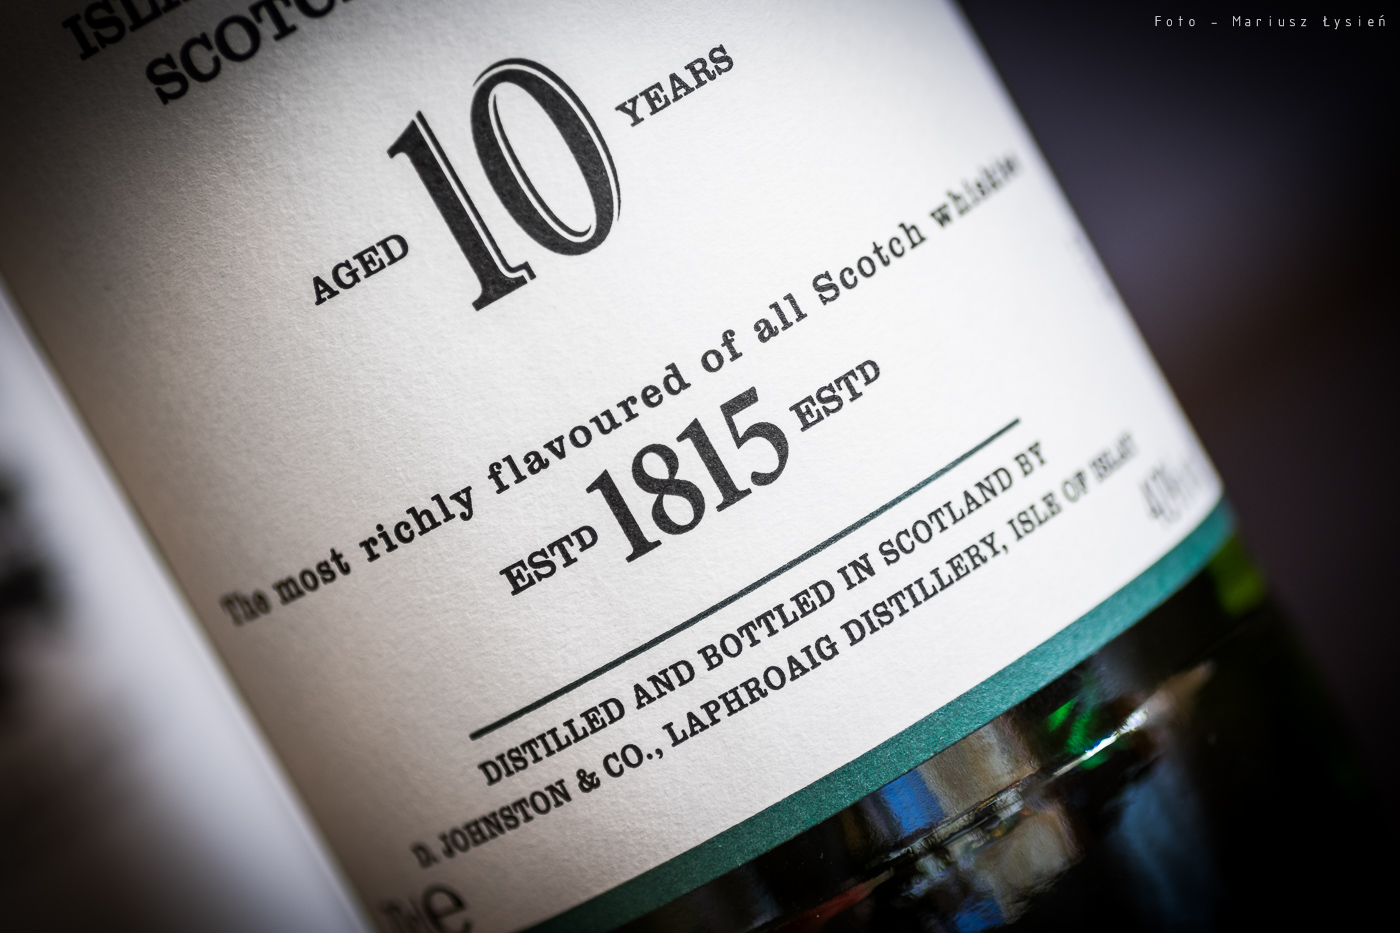 Foto - Mariusz Łysień
SCOTC
AGED 10 YEARS
The most richly flavoured of all Scotch whiskies
ESTD 1815 ESTD
DISTILLED AND BOTTLED IN SCOTLAND BY
D. JOHNSTON & CO., LAPHROAIG DISTILLERY, ISLE OF ISLAY
e